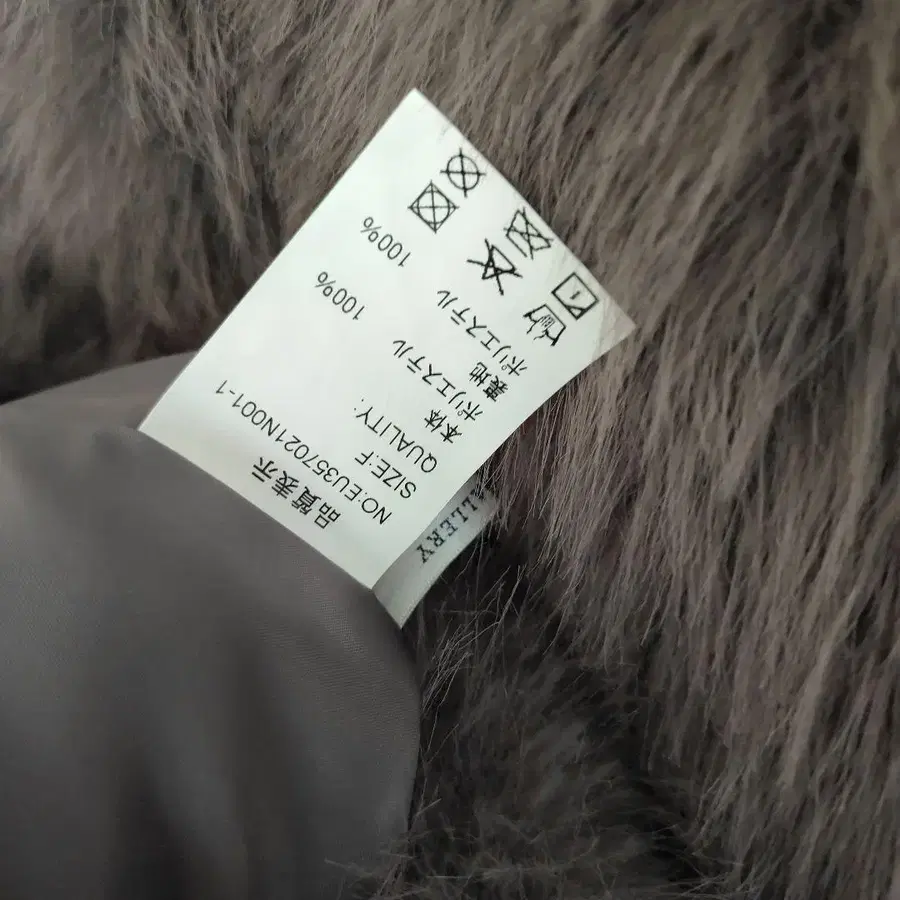 品質表示
NO:EU357021N001-1
SIZE:F
QUALITY:
本体
ポリエステル 100%
裏地
ポリエステル 100%